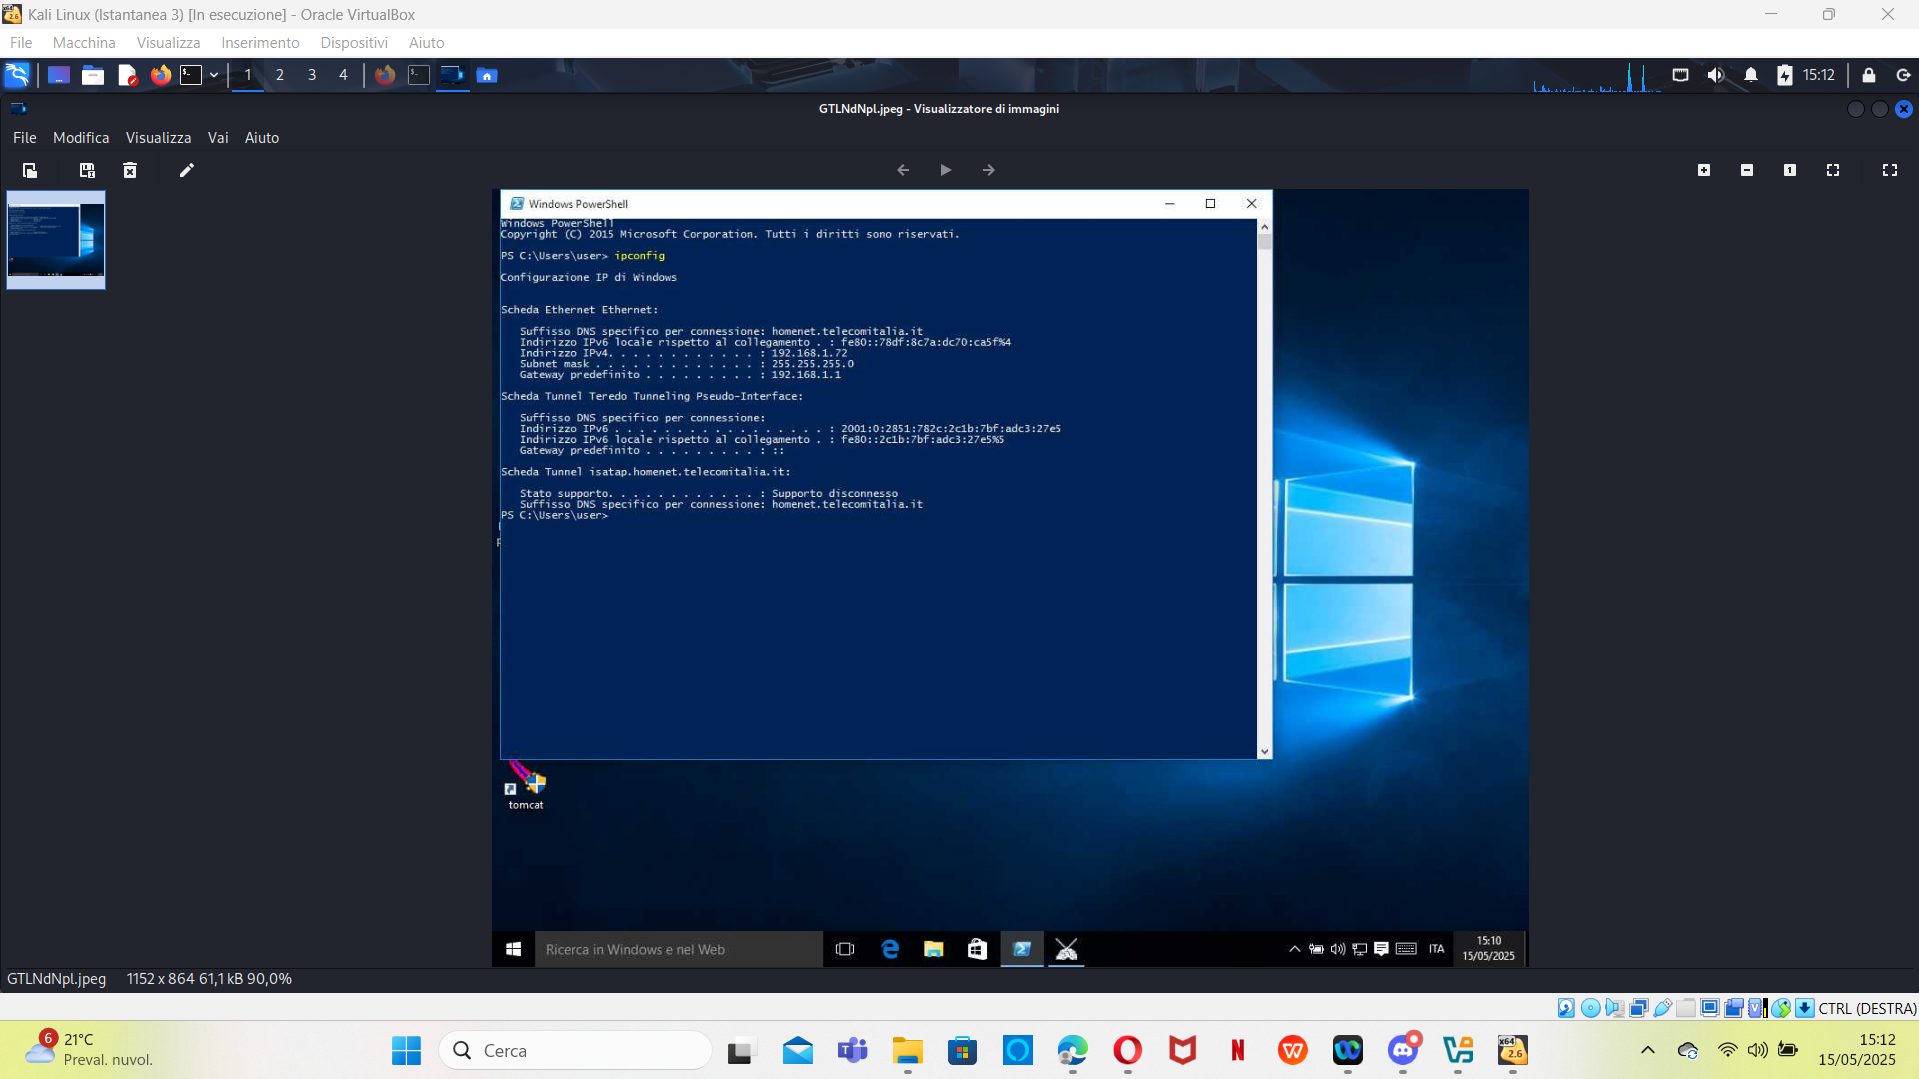 Kali Linux (Istantanea 3) [In esecuzione] - Oracle VirtualBox
File Macchina Visualizza Inserimento Dispositivi Aiuto
1 2 3 4
15:12
GTLNdNpl.jpeg - Visualizzatore di immagini
File Modifica Visualizza Vai Aiuto
Windows PowerShell
Windows PowerShell
Copyright (C) 2015 Microsoft Corporation. Tutti i diritti sono riservati.
PS C:\Users\user> ipconfig
Configurazione IP di Windows
Scheda Ethernet Ethernet:
Suffisso DNS specifico per connessione: homenet.telecomitalia.it
Indirizzo IPv6 locale rispetto al collegamento . : fe80::78df:8c7a:dc70:ca5f%4
Indirizzo IPv4. . . . . . . . . . . . : 192.168.1.72
Subnet mask . . . . . . . . . . . . . : 255.255.255.0
Gateway predefinito . . . . . . . . . : 192.168.1.1
Scheda Tunnel Teredo Tunneling Pseudo-Interface:
Suffisso DNS specifico per connessione:
Indirizzo IPv6 . . . . . . . . . . . . . . . . . : 2001:0:2851:782c:2c1b:7bf:adc3:27e5
Indirizzo IPv6 locale rispetto al collegamento . : fe80::2c1b:7bf:adc3:27e5%5
Gateway predefinito . . . . . . . . . : ::
Scheda Tunnel isatap.homenet.telecomitalia.it:
Stato supporto. . . . . . . . . . . . : Supporto disconnesso
Suffisso DNS specifico per connessione: homenet.telecomitalia.it
PS C:\Users\user>
tomcat
Ricerca in Windows e nel Web
ITA
15:10
15/05/2025
GTLNdNpl.jpeg 1152 x 864 61,1 kB 90,0%
CTRL (DESTRA)
6
21°C
Preval. nuvol.
Cerca
x64
2.6
15:12
15/05/2025